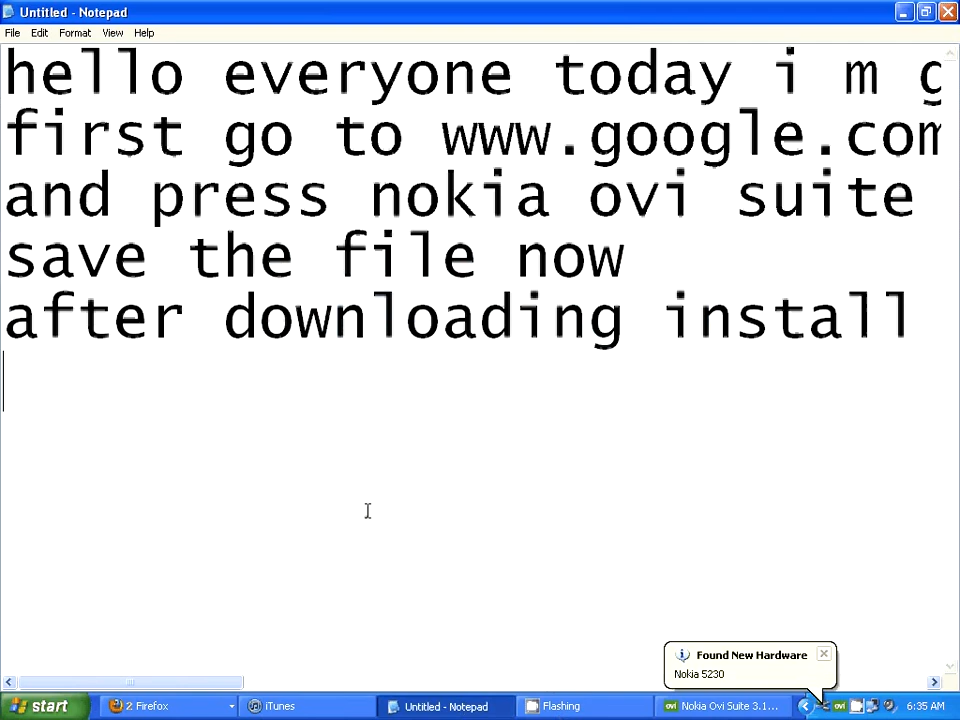 Untitled - Notepad
File Edit Format View Help
hello everyone today i m g
first go to www.google.com
and press nokia ovi suite
save the file now
after downloading install
Found New Hardware
Nokia 5230
start 2 Firefox iTunes Untitled - Notepad Flashing ovi Nokia Ovi Suite 3.1... ovi 6:35 AM